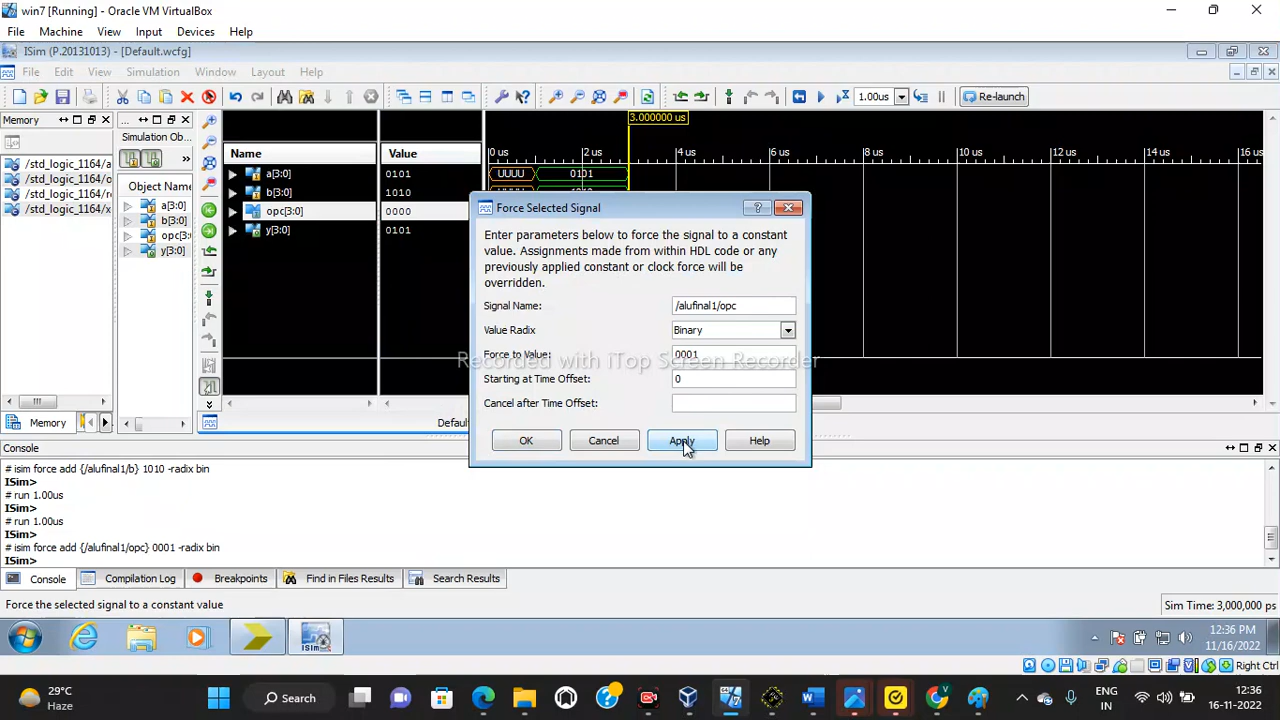 win7 [Running] - Oracle VM VirtualBox
File Machine View Input Devices Help
ISim (P.20131013) - [Default.wcfg]
File Edit View Simulation Window Layout Help
1.00us Re-launch
Memory
/std_logic_1164/a
/std_logic_1164/o
/std_logic_1164/re
/std_logic_1164/x
Memory
...
Simulation Ob
»
Object Name
a[3:0]
b[3:0]
opc[3:
y[3:0]
Name Value
a[3:0] 0101
b[3:0] 1010
opc[3:0] 0000
y[3:0] 0101
3.000000 us
0 us 2 us 4 us 6 us 8 us 10 us 12 us 14 us 16 us
UUUU 0101
Default
Force Selected Signal
Enter parameters below to force the signal to a constant
value. Assignments made from within HDL code or any
previously applied constant or clock force will be
overridden.
Signal Name: /alufinal1/opc
Value Radix Binary
Force to Value: 0001
Recorded with iTop Screen Recorder
Starting at Time Offset: 0
Cancel after Time Offset:
OK Cancel Apply Help
Console
# isim force add {/alufinal1/b} 1010 -radix bin
ISim>
# run 1.00us
ISim>
# run 1.00us
ISim>
# isim force add {/alufinal1/opc} 0001 -radix bin
ISim>
Console Compilation Log Breakpoints Find in Files Results Search Results
Force the selected signal to a constant value Sim Time: 3,000,000 ps
ISim
12:36 PM
11/16/2022
Right Ctrl
29°C
Haze
Search
ENG
IN
12:36
16-11-2022